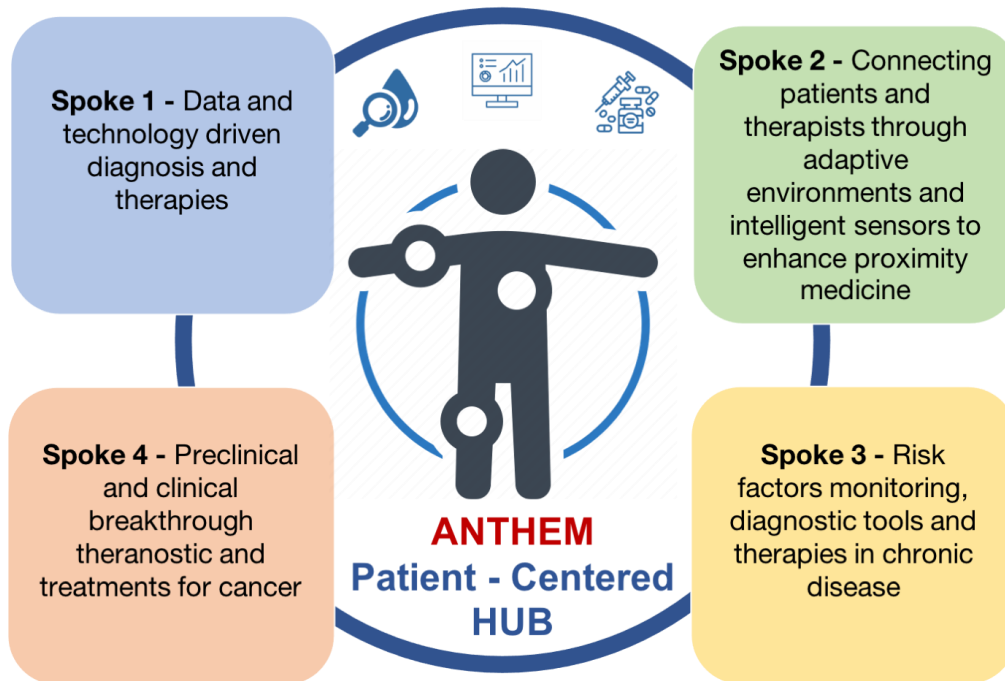 Spoke 1 - Data and
technology driven
diagnosis and
therapies
Spoke 2 - Connecting
patients and
therapists through
adaptive
environments and
intelligent sensors to
enhance proximity
medicine
Spoke 4 - Preclinical
and clinical
breakthrough
theranostic and
treatments for cancer
Spoke 3 - Risk
factors monitoring,
diagnostic tools and
therapies in chronic
disease
ANTHEM
Patient - Centered
HUB